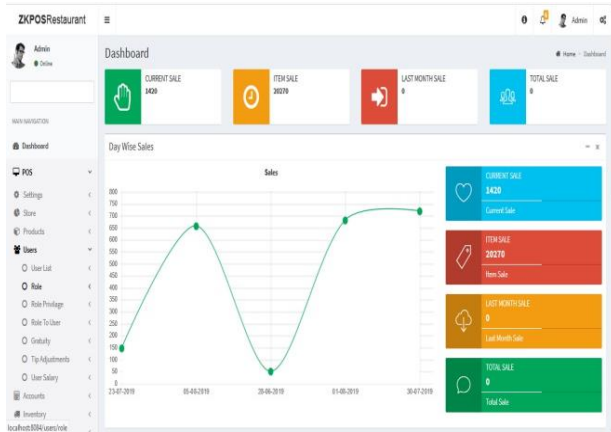 ZKPOSRestaurant
Admin
Admin
Online
MAIN NAVIGATION
Dashboard
POS
Settings
Store
Products
Users
User List
Role
Role Privilage
Role To User
Gratuity
Tip Adjustments
User Salary
Accounts
Inventory
localhost:8084/users/role
Dashboard
Home - Dashboard
CURRENT SALE
1420
ITEM SALE
20270
LAST MONTH SALE
0
TOTAL SALE
0
Day Wise Sales
Sales
800
750
700
650
600
550
500
450
400
350
300
250
200
150
100
50
0
23-07-2019
05-08-2019
28-06-2019
01-08-2019
30-07-2019
CURRENT SALE
1420
Current Sale
ITEM SALE
20270
Item Sale
LAST MONTH SALE
0
Last Month Sale
TOTAL SALE
0
Total Sale